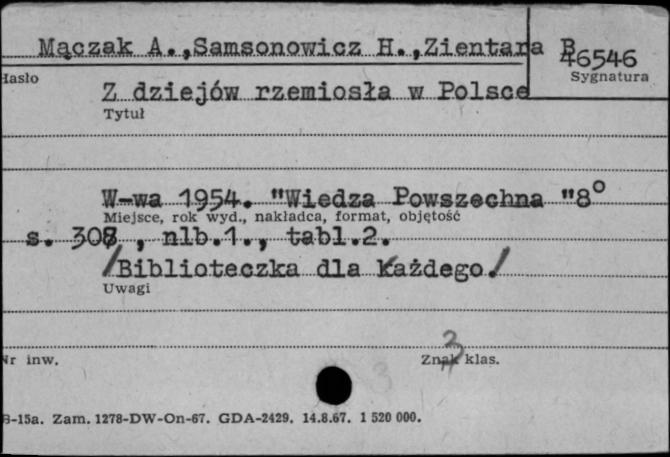 Mączak A.,Samsonowicz H.,Zientara B
46546
Hasło
Sygnatura
Z dziejów rzemiosła w Polsce
Tytuł
W-wa 1954. "Wiedza Powszechna "8°
Miejsce, rok wyd., nakładca, format, objętość
s. 308 , nlb.1., tabl.2.
/Biblioteczka dla Każdego/
Uwagi
3
Nr inw.
Znak klas.
B-15a. Zam. 1278-DW-On-67. GDA-2429. 14.8.67. 1 520 000.